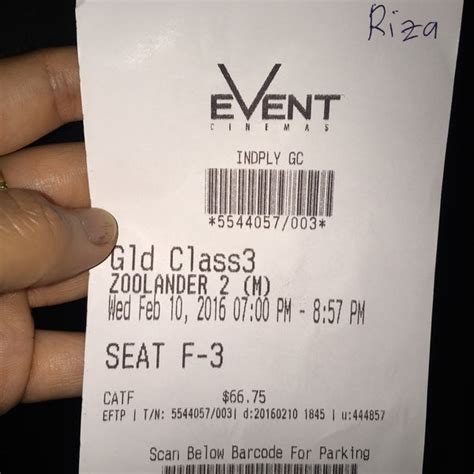 Riza
EVENT
CINEMAS
INDPLY GC
*5544057/003*
Gld Class3
ZOOLANDER 2 (M)
Wed Feb 10, 2016 07:00 PM - 8:57 PM
SEAT F-3
CATF $66.75
EFTP | T/N: 5544057/003| d:20160210 1845 | u:444857
Scan Below Barcode For Parking